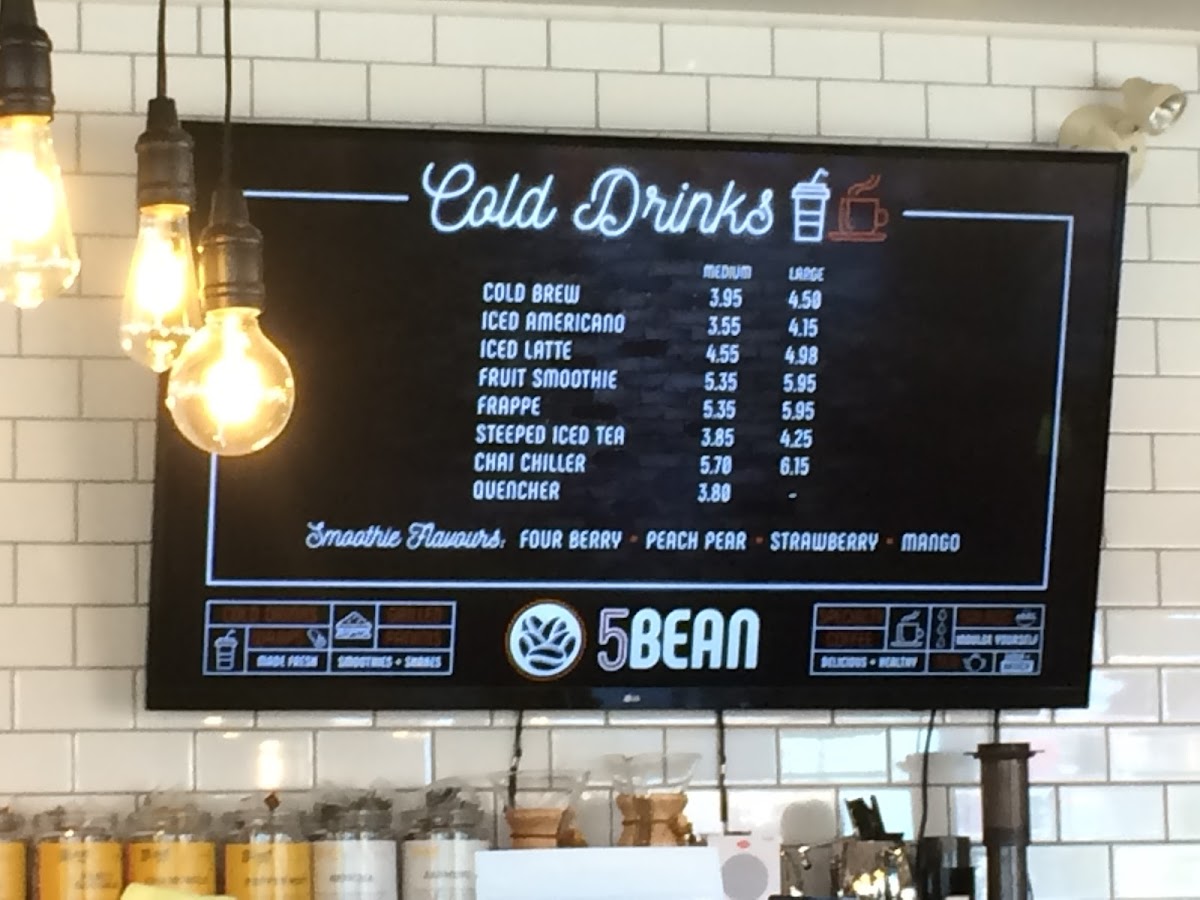 Cold Drinks
MEDIUM LARGE
COLD BREW 3.95 4.50
ICED AMERICANO 3.55 4.15
ICED LATTE 4.55 4.98
FRUIT SMOOTHIE 5.35 5.95
FRAPPE 5.35 5.95
STEEPED ICED TEA 3.85 4.25
CHAI CHILLER 5.70 6.15
QUENCHER 3.80 -
Smoothie Flavours: FOUR BERRY • PEACH PEAR • STRAWBERRY • MANGO
5BEAN
COLD DRINKS
GRILLED
PANINIS
MADE FRESH
SMOOTHIES + SHAKES
COFFEE
INDULGE YOURSELF
DELICIOUS + HEALTHY